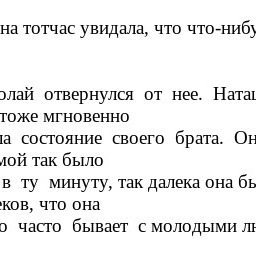 на тотчас увидала, что что-нибу
олай отвернулся от нее. Ната
тоже мгновенно
ла состояние своего брата. Он
мой так было
в ту минуту, так далека она бы
еков, что она
о часто бывает с молодыми лю